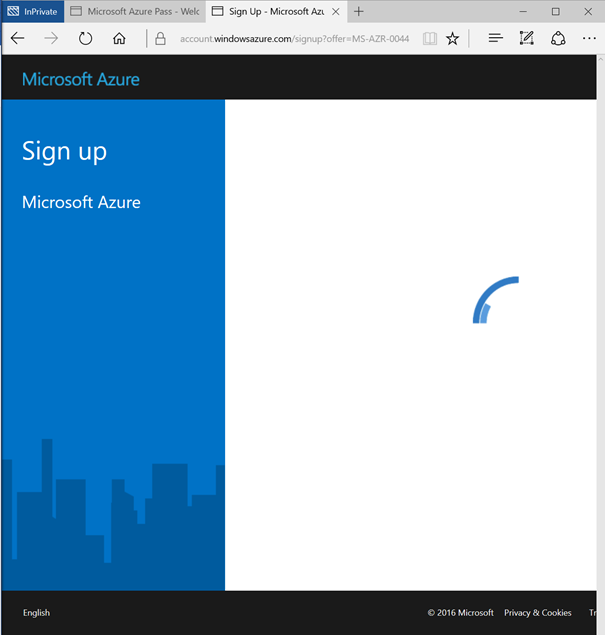 InPrivate
Microsoft Azure Pass - Welc
Sign Up - Microsoft Azu
account.windowsazure.com/signup?offer=MS-AZR-0044
Microsoft Azure
Sign up
Microsoft Azure
English
© 2016 Microsoft
Privacy & Cookies
Tr